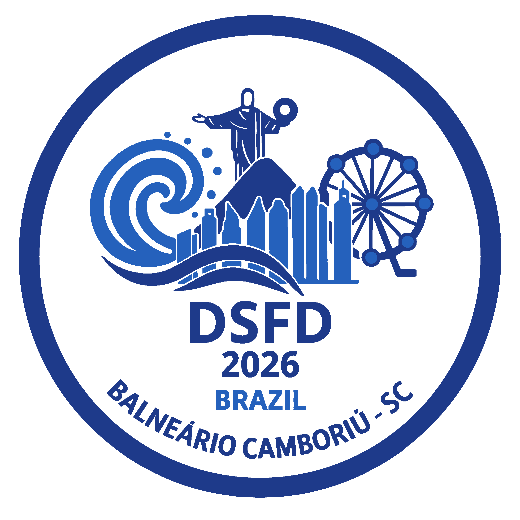 DSFD
2026
BRAZIL
BALNEÁRIO CAMBORIÚ - SC